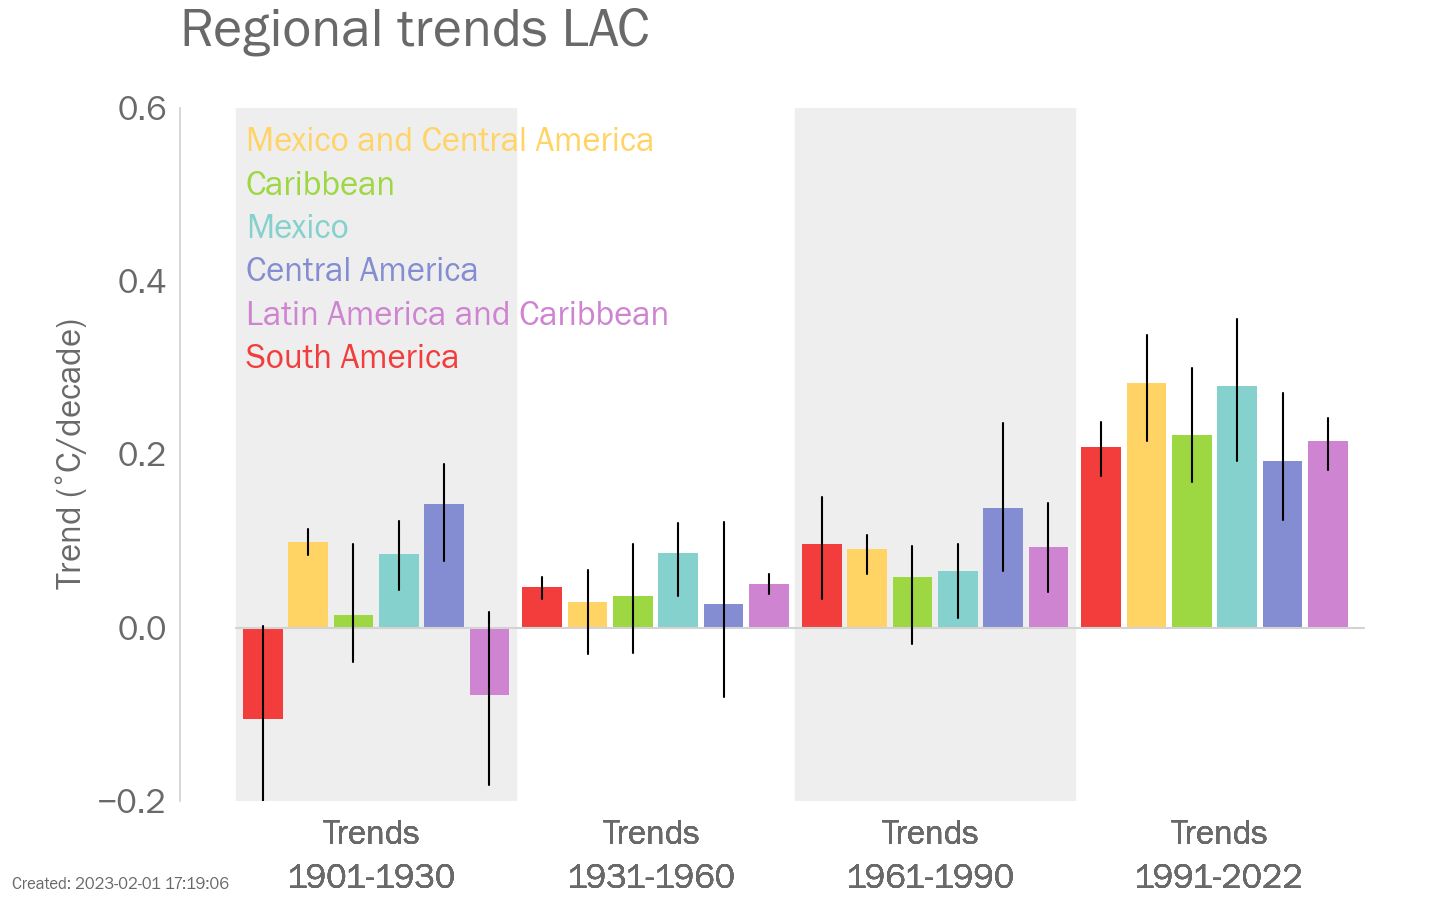 Regional trends LAC
0.6
0.4
0.2
0.0
−0.2
Trend (˚C/decade)
Mexico and Central America
Caribbean
Mexico
Central America
Latin America and Caribbean
South America
Trends
1901-1930
Trends
1931-1960
Trends
1961-1990
Trends
1991-2022
Created: 2023-02-01 17:19:06